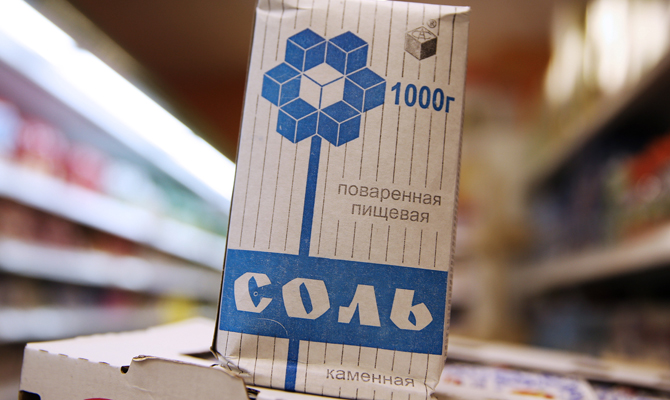 1000г
поваренная
пищевая
СОЛЬ
каменная